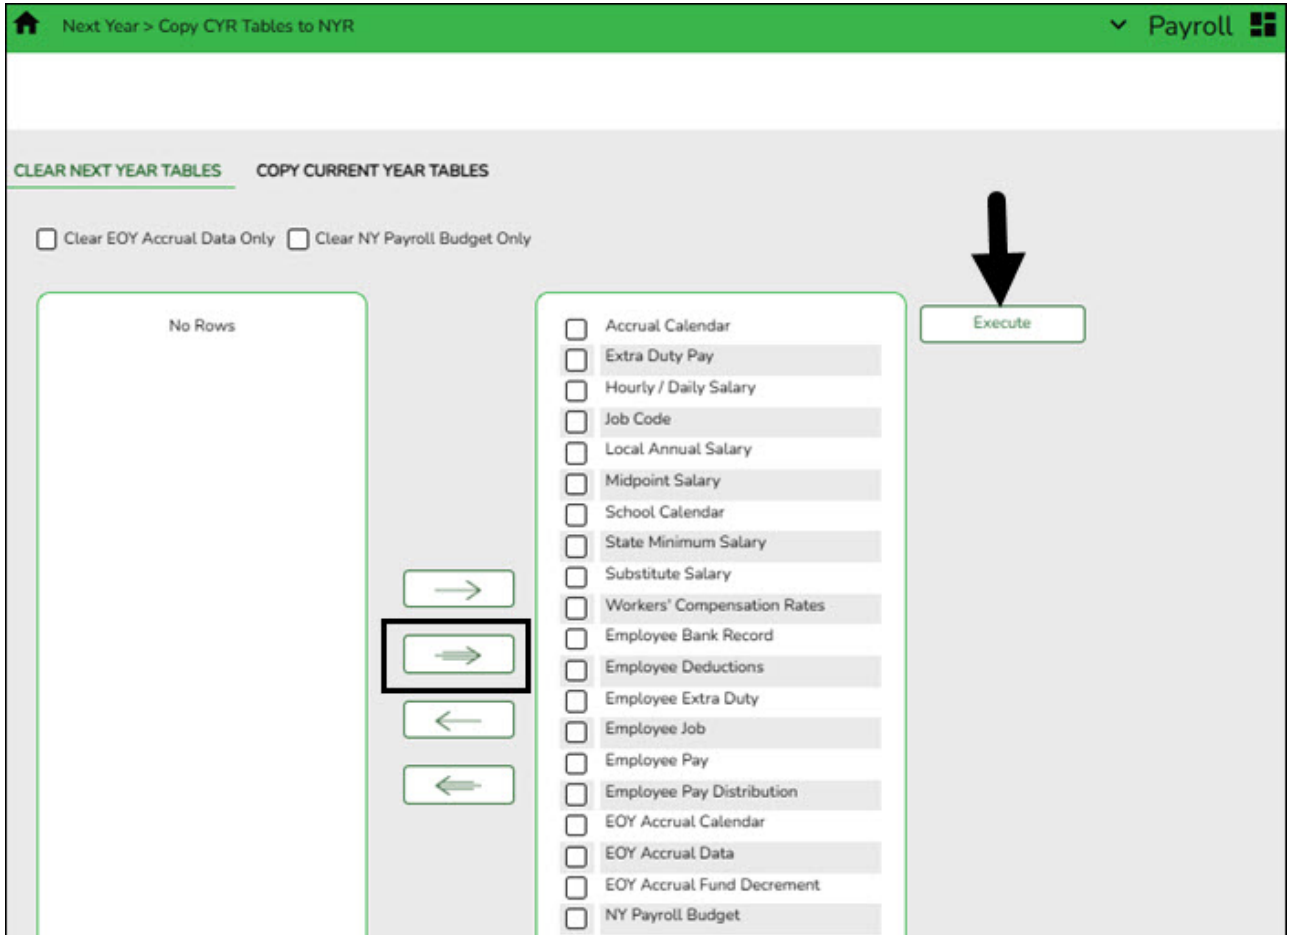 Next Year > Copy CYR Tables to NYR
Payroll
CLEAR NEXT YEAR TABLES COPY CURRENT YEAR TABLES
Clear EOY Accrual Data Only Clear NY Payroll Budget Only
No Rows
Accrual Calendar
Extra Duty Pay
Hourly / Daily Salary
Job Code
Local Annual Salary
Midpoint Salary
School Calendar
State Minimum Salary
Substitute Salary
Workers' Compensation Rates
Employee Bank Record
Employee Deductions
Employee Extra Duty
Employee Job
Employee Pay
Employee Pay Distribution
EOY Accrual Calendar
EOY Accrual Data
EOY Accrual Fund Decrement
NY Payroll Budget
Execute